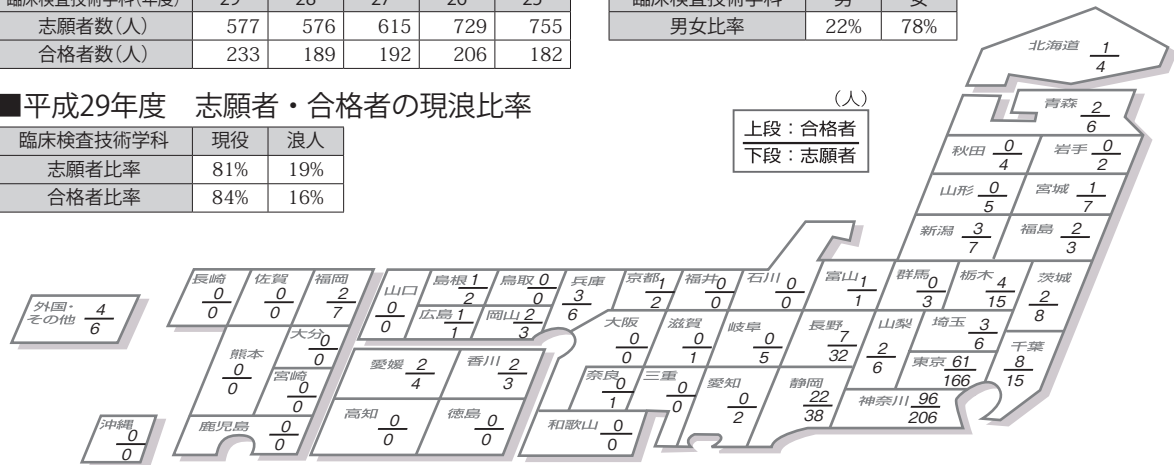 臨床検査技術学科(年度) 29 28 27 26 25
志願者数(人) 577 576 615 729 755
合格者数(人) 233 189 192 206 182
臨床検査技術学科 男 女
男女比率 22% 78%
■平成29年度 志願者・合格者の現浪比率
臨床検査技術学科 現役 浪人
志願者比率 81% 19%
合格者比率 84% 16%
(人)
上段：合格者
下段：志願者
北海道 1
4
青森 2
6
秋田 0
4
岩手 0
2
山形 0
5
宮城 1
7
新潟 3
7
福島 2
3
長崎 0
0
佐賀 0
0
福岡 2
7
山口 0
0
島根 1
2
鳥取 0
0
兵庫 3
6
京都 1
2
福井 0
0
石川 0
0
富山 1
1
群馬 0
3
栃木 4
15
茨城 2
8
外国・
その他 4
6
広島 1
1
岡山 2
3
大阪 0
0
滋賀 0
1
岐阜 0
5
長野 7
32
山梨 2
6
埼玉 3
6
千葉 8
15
東京 61
166
神奈川 96
206
大分 0
0
熊本 0
0
宮崎 0
0
鹿児島 0
0
沖縄 0
0
愛媛 2
4
香川 2
3
高知 0
0
徳島 0
0
奈良 0
1
三重 0
0
愛知 0
2
静岡 22
38
和歌山 0
0